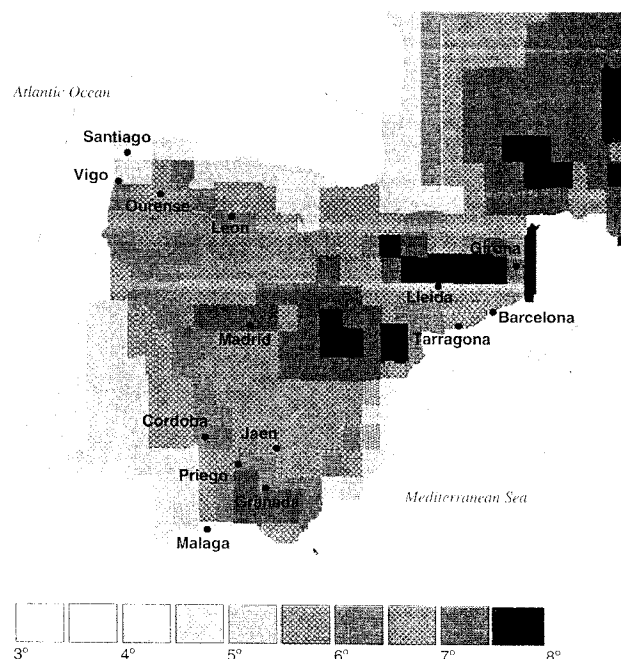 Atlantic Ocean
Santiago
Vigo
Ourense
Leon
Girona
Lleida
Barcelona
Madrid
Tarragona
Cordoba
Jaen
Priego
Granada
Mediterranean Sea
Malaga
3° 4° 5° 6° 7° 8°